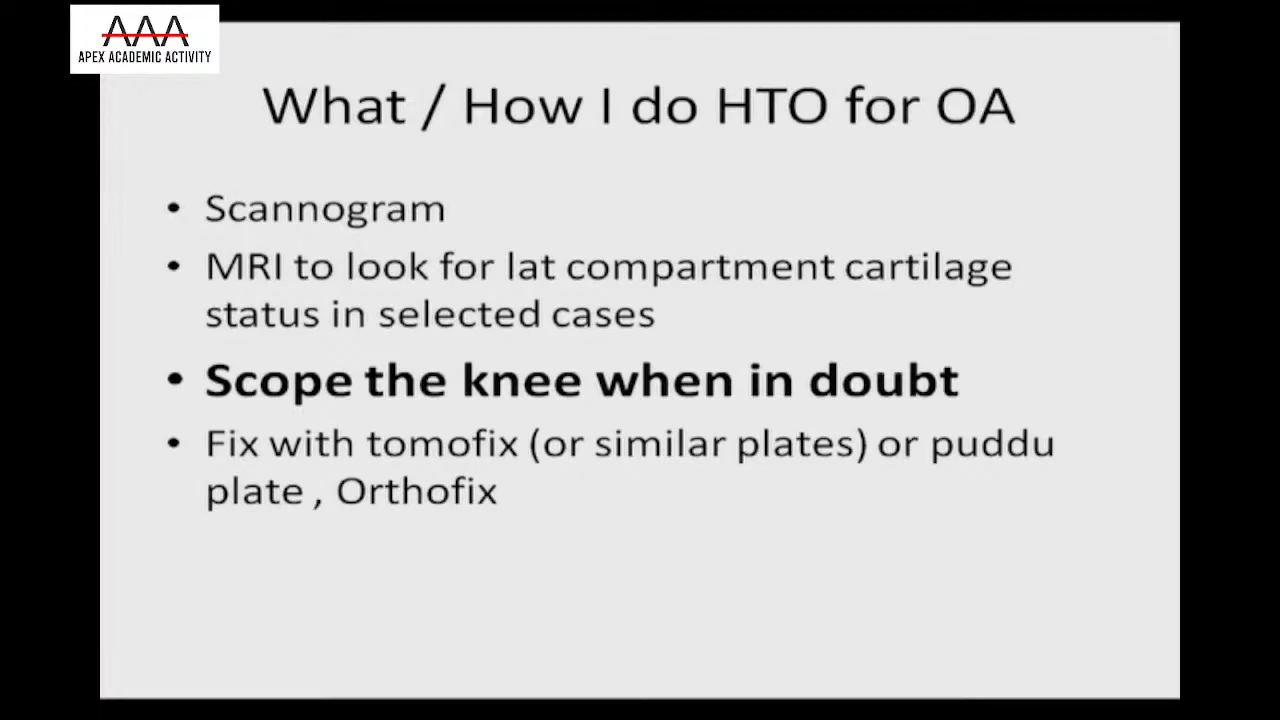 AAA
APEX ACADEMIC ACTIVITY
What / How I do HTO for OA
• Scannogram
• MRI to look for lat compartment cartilage
status in selected cases
• Scope the knee when in doubt
• Fix with tomofix (or similar plates) or puddu
plate , Orthofix